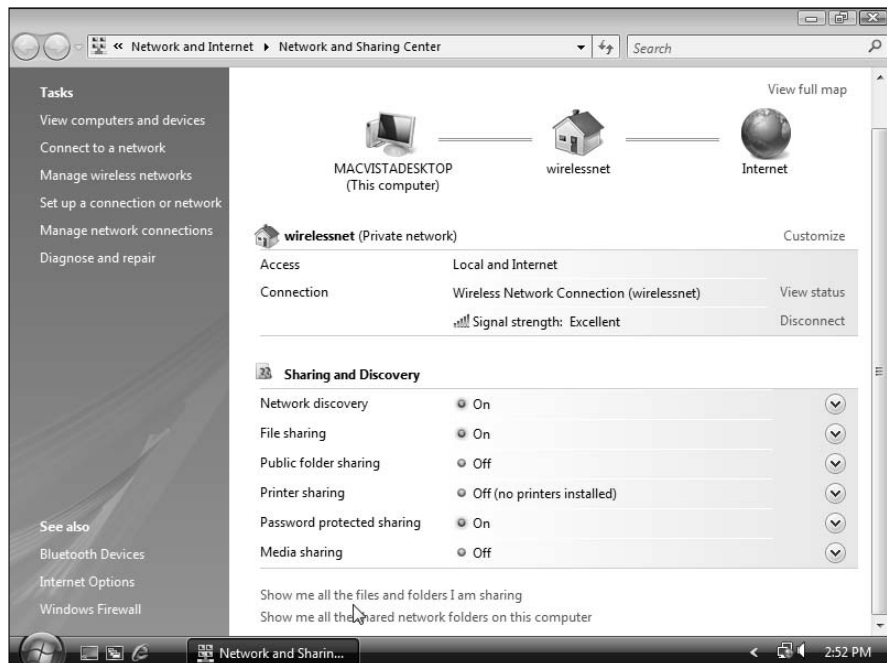 « Network and Internet ▸ Network and Sharing Center
Search
Tasks
View computers and devices
Connect to a network
Manage wireless networks
Set up a connection or network
Manage network connections
Diagnose and repair
See also
Bluetooth Devices
Internet Options
Windows Firewall
View full map
MACVISTADESKTOP
(This computer)
wirelessnet
Internet
wirelessnet (Private network)
Customize
Access Local and Internet
Connection Wireless Network Connection (wirelessnet) View status
Signal strength: Excellent Disconnect
Sharing and Discovery
Network discovery On
File sharing On
Public folder sharing Off
Printer sharing Off (no printers installed)
Password protected sharing On
Media sharing Off
Show me all the files and folders I am sharing
Show me all the shared network folders on this computer
Network and Sharin...
2:52 PM